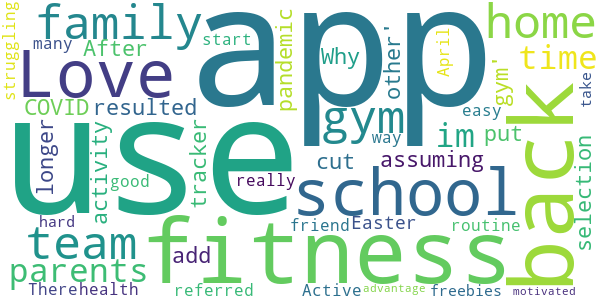 struggling
many
family
After
start
app
pandemic
Why
other'
April
home
time
gym'
take
Love
COVID
resulted
gym
im
easy
way
put
back
longer
activity
tracker
use
good
really
cut
assuming
school
selection
hard
team
add
fitness
friend
Easter
routine
parents
Therehealth
referred
Active
advantage
freebies
motivated